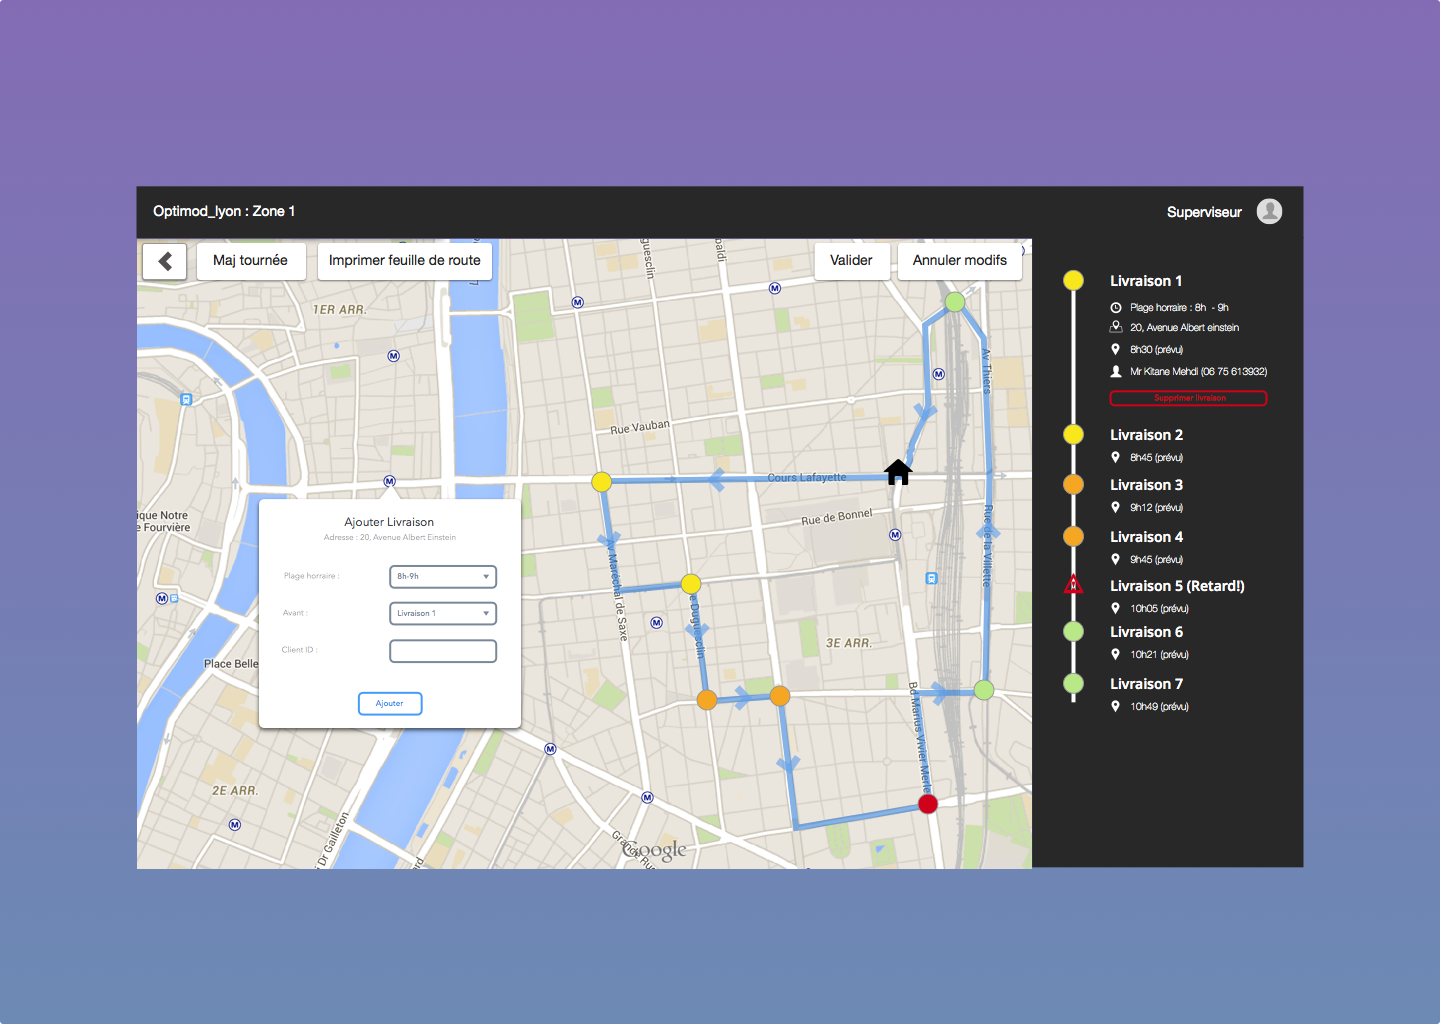 Optimod_lyon : Zone 1
Superviseur
Maj tournée
Imprimer feuille de route
Valider
Annuler modifs
1ER ARR.
Rue Vauban
Av Thiers
Cours Lafayette
Rue de Bonnel
Rue de la Villette
ique Notre
e Fourvière
Av. Maréchal de Saxe
e Duguesclin
3E ARR.
Place Belle
Bd Marius Vivier Merle
2E ARR.
Dr Gailleton
Grande Rue
Google
guesclin
baldi
Ajouter Livraison
Adresse : 20, Avenue Albert Einstein
Plage horraire :
8h-9h
Avant :
Livraison 1
Client ID :
Ajouter
Livraison 1
Plage horraire : 8h - 9h
20, Avenue Albert einstein
8h30 (prévu)
Mr Kitane Mehdi (06 75 613932)
Supprimer livraison
Livraison 2
8h45 (prévu)
Livraison 3
9h12 (prévu)
Livraison 4
9h45 (prévu)
Livraison 5 (Retard!)
10h05 (prévu)
Livraison 6
10h21 (prévu)
Livraison 7
10h49 (prévu)